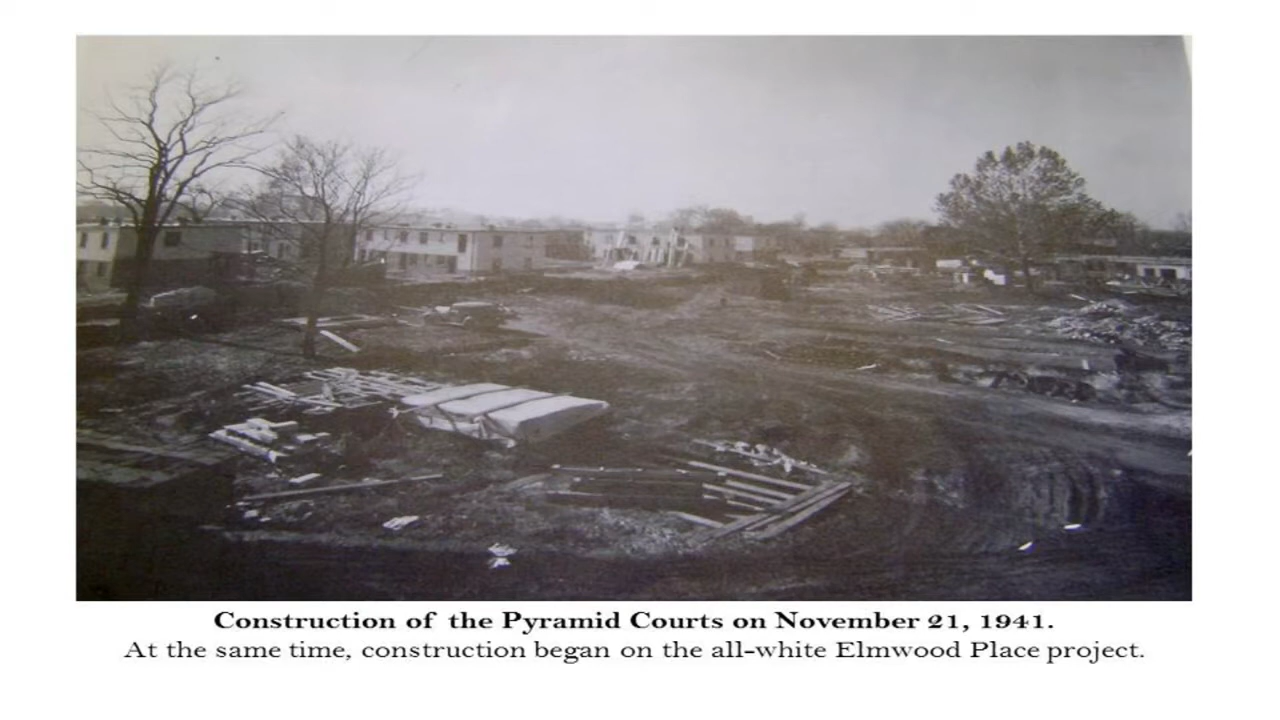 Construction of the Pyramid Courts on November 21, 1941.
At the same time, construction began on the all-white Elmwood Place project.